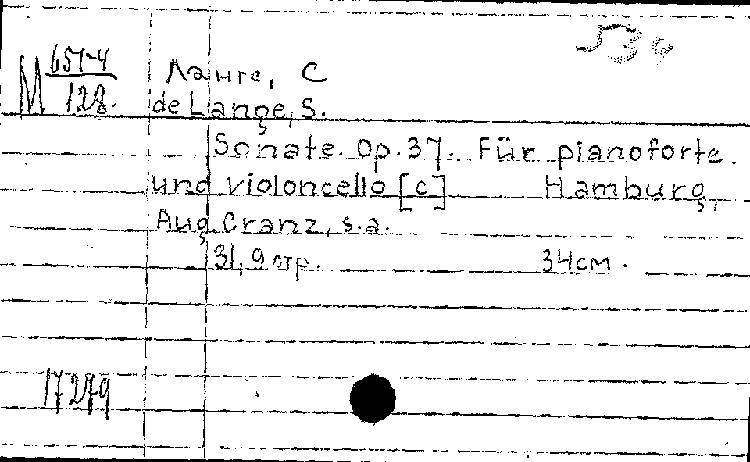 М 651-4
128.
Ланге, С
de Lange, S.
Sonate. Op. 37. Für pianoforte
und violoncello [c] Hamburg,
Aug. Cranz, s.a.
31, 9 стр. 34 см.
17279